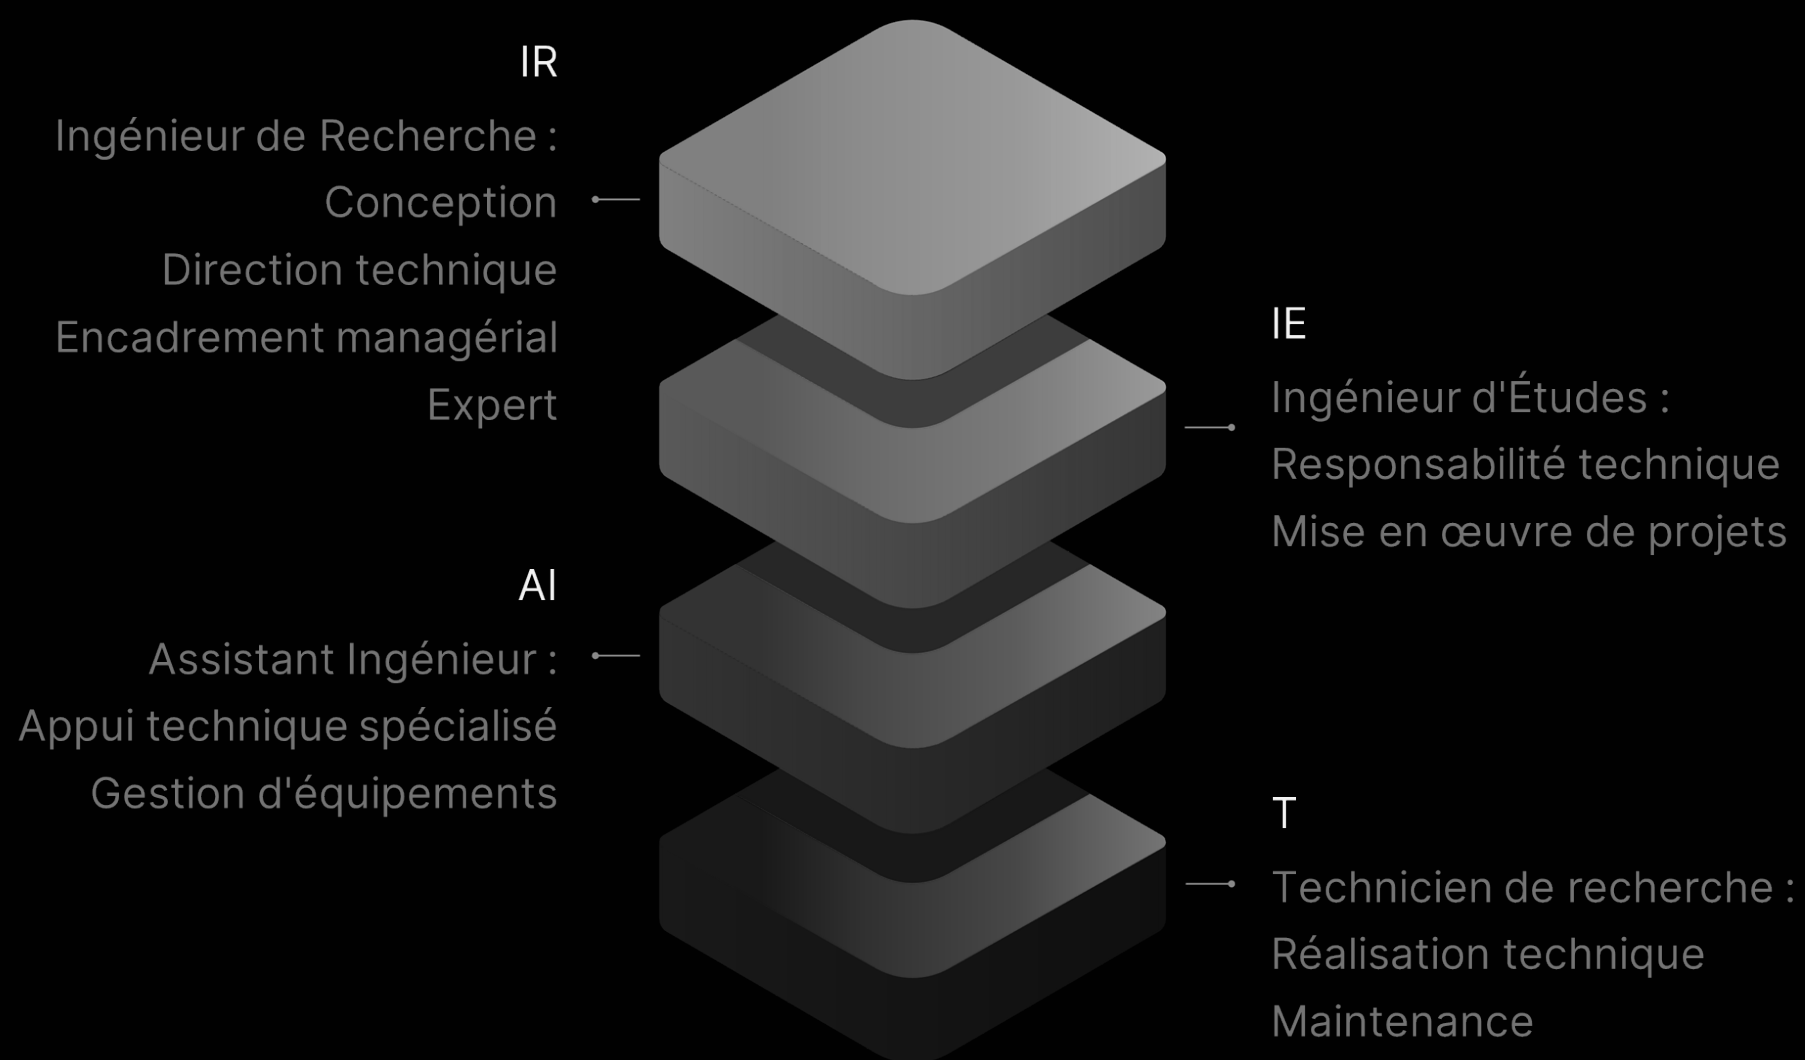 IR
Ingénieur de Recherche :
Conception
Direction technique
Encadrement managérial
Expert
IE
Ingénieur d'Études :
Responsabilité technique
Mise en œuvre de projets
AI
Assistant Ingénieur :
Appui technique spécialisé
Gestion d'équipements
T
Technicien de recherche :
Réalisation technique
Maintenance